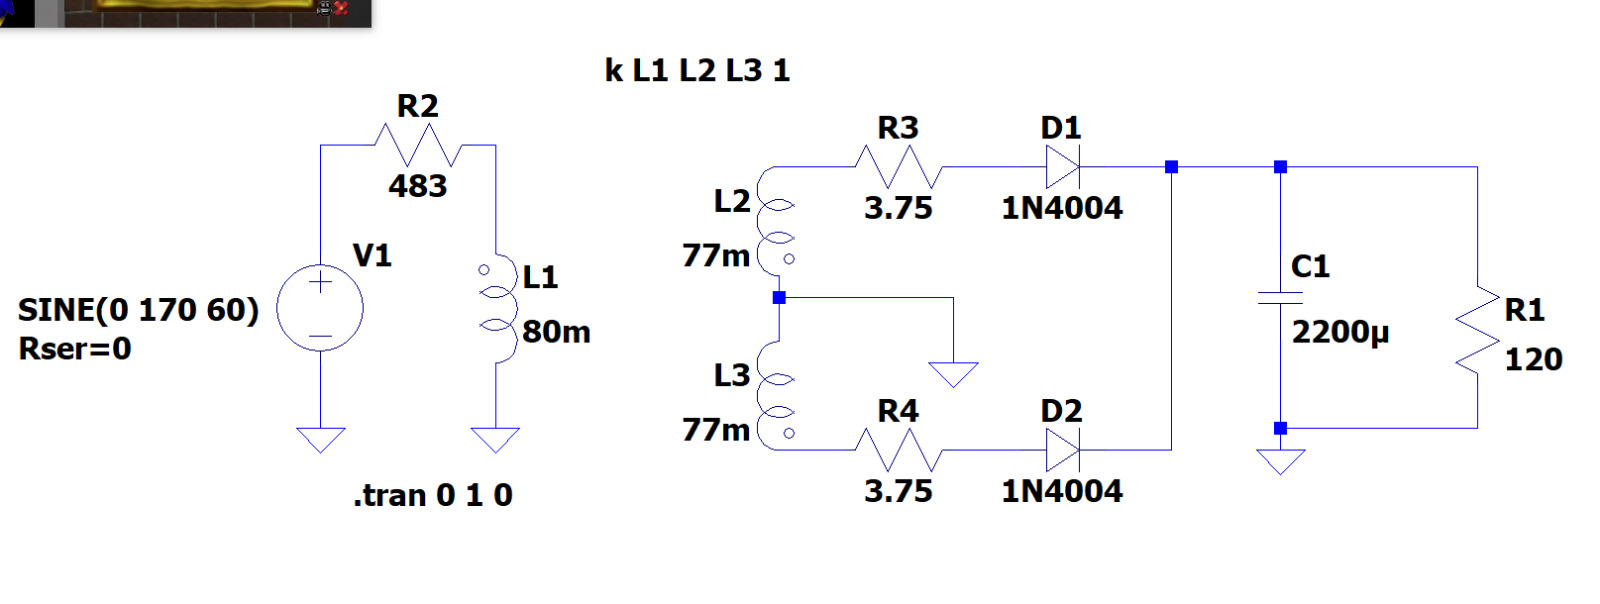 k L1 L2 L3 1
R2
483
V1
SINE(0 170 60)
Rser=0
L1
80m
.tran 0 1 0
L2
77m
L3
77m
R3
3.75
D1
1N4004
R4
3.75
D2
1N4004
C1
2200µ
R1
120